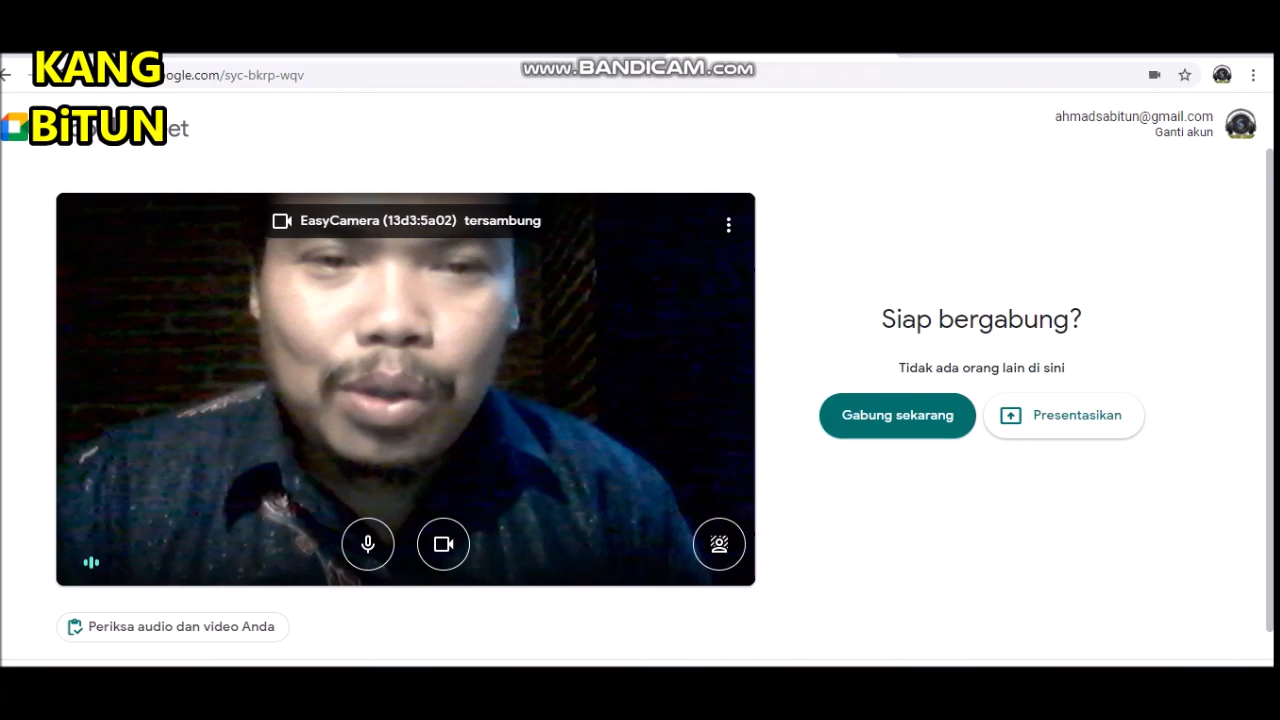 KANG
BiTUN
www.BANDICAM.com
ogle.com/syc-bkrp-wqv
et
ahmadsabitun@gmail.com
Ganti akun
EasyCamera (13d3:5a02) tersambung
Siap bergabung?
Tidak ada orang lain di sini
Gabung sekarang
Presentasikan
Periksa audio dan video Anda